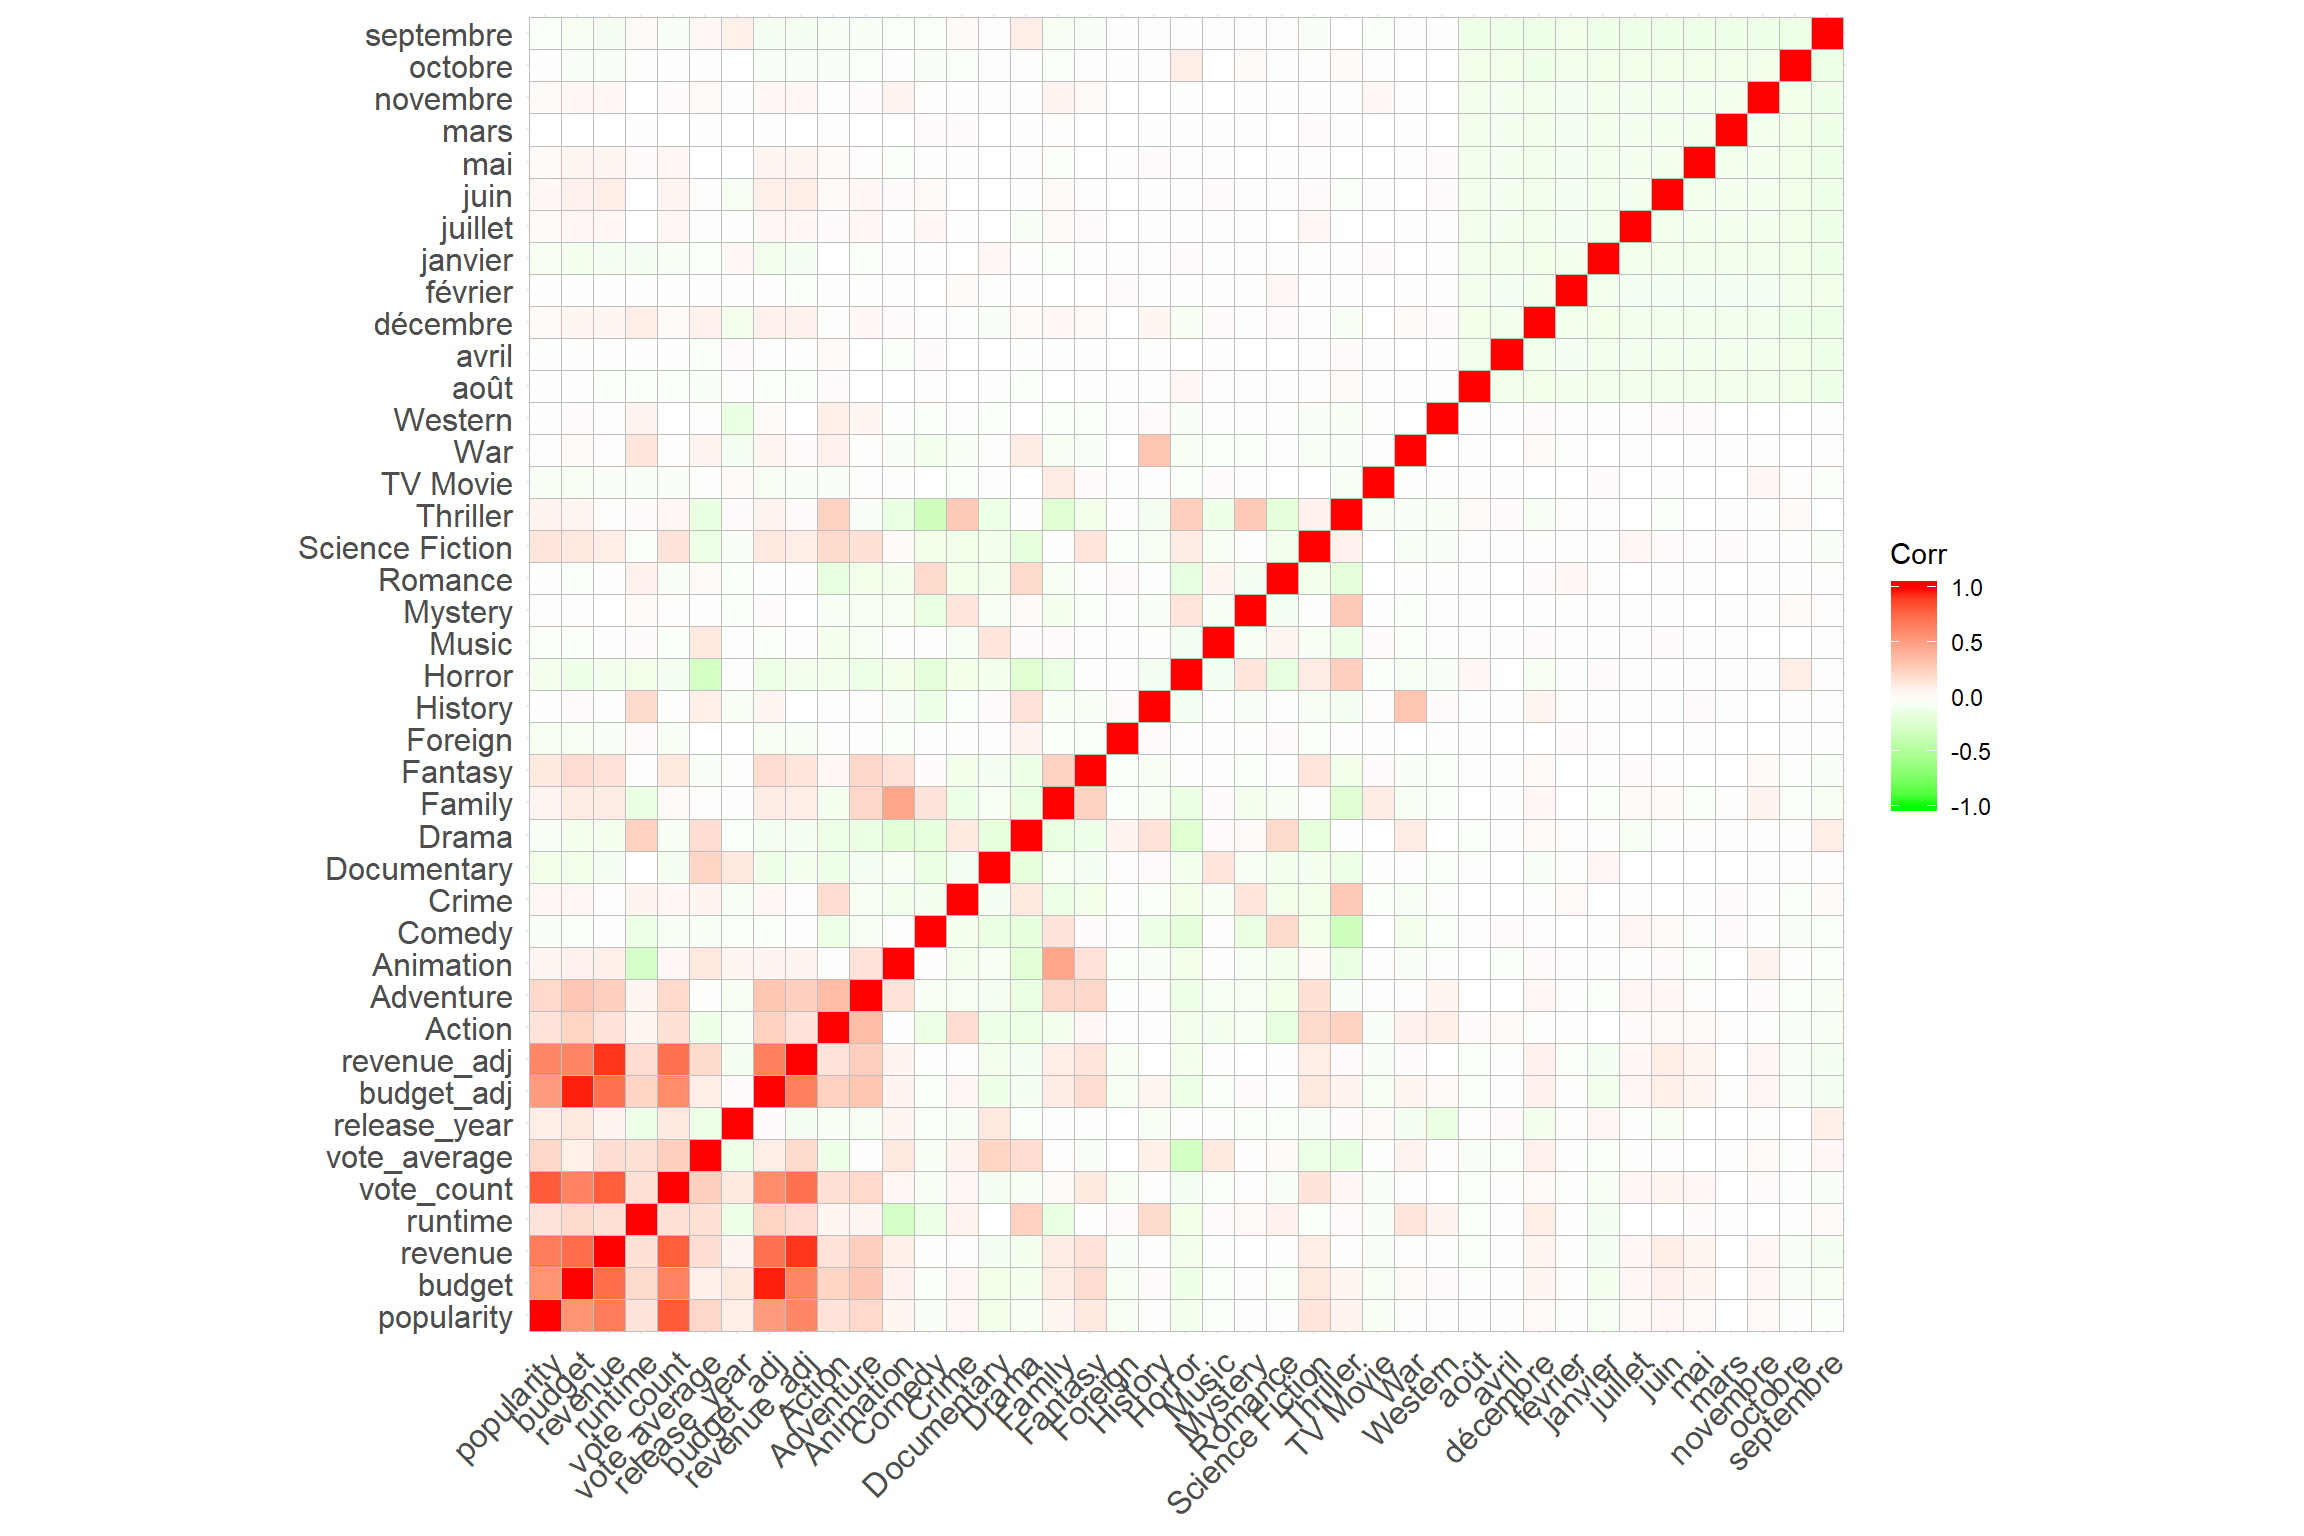 septembre
octobre
novembre
mars
mai
juin
juillet
janvier
février
décembre
avril
août
Western
War
TV Movie
Thriller
Science Fiction
Romance
Mystery
Music
Horror
History
Foreign
Fantasy
Family
Drama
Documentary
Crime
Comedy
Animation
Adventure
Action
revenue_adj
budget_adj
release_year
vote_average
vote_count
runtime
revenue
budget
popularity
popularity
budget
revenue
runtime
vote_count
vote_average
release_year
budget_adj
revenue_adj
Action
Adventure
Animation
Comedy
Crime
Documentary
Drama
Family
Fantasy
Foreign
History
Horror
Music
Mystery
Romance
Science Fiction
Thriller
TV Movie
War
Western
août
avril
décembre
février
janvier
juillet
juin
mai
mars
novembre
octobre
septembre
Corr
1.0
0.5
0.0
-0.5
-1.0